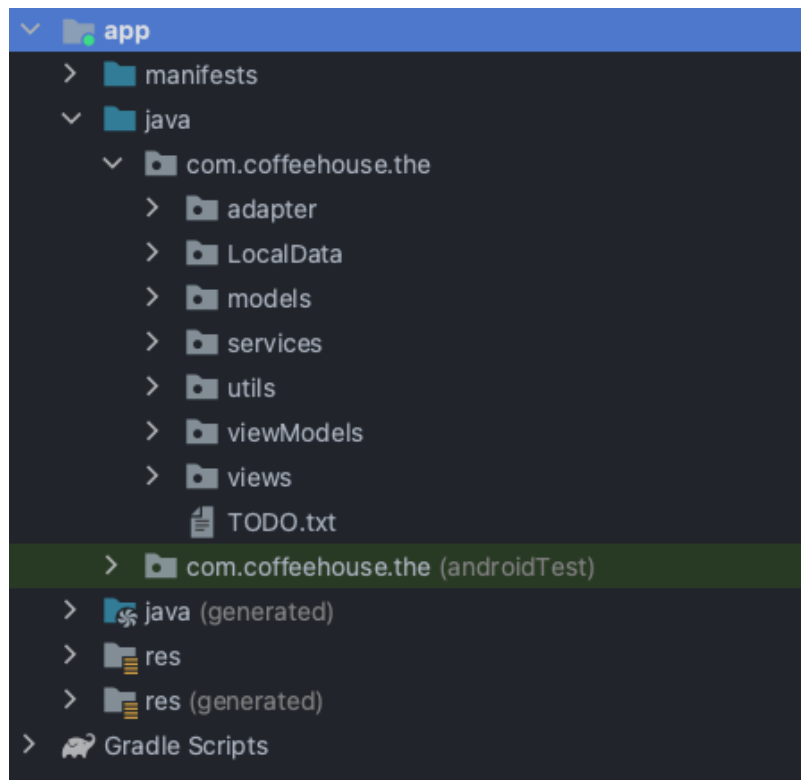 app
manifests
java
com.coffeehouse.the
adapter
LocalData
models
services
utils
viewModels
views
TODO.txt
com.coffeehouse.the (androidTest)
java (generated)
res
res (generated)
Gradle Scripts